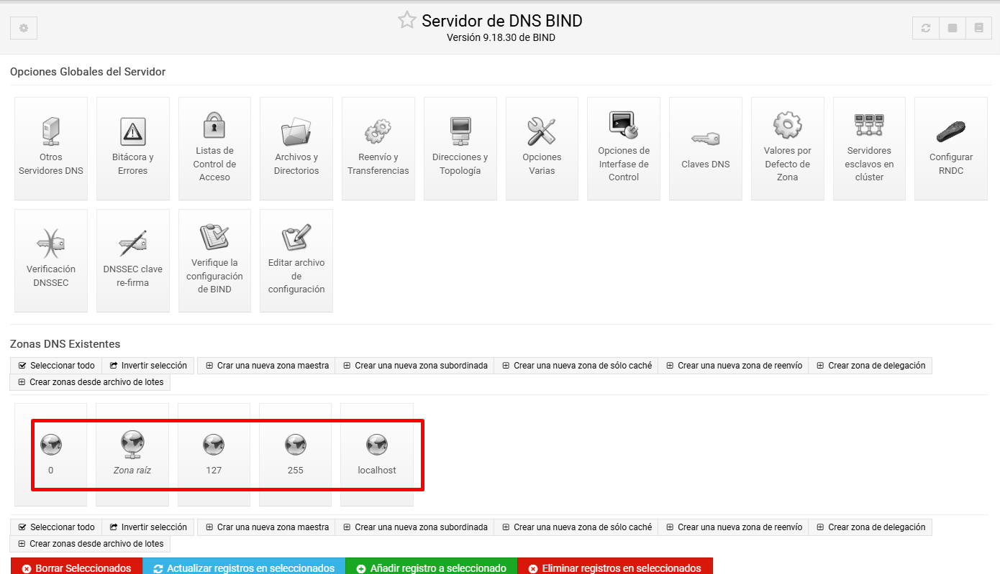 Servidor de DNS BIND
Versión 9.18.30 de BIND
Opciones Globales del Servidor
Otros
Servidores DNS
Bitácora y
Errores
Listas de
Control de
Acceso
Archivos y
Directorios
Reenvío y
Transferencias
Direcciones y
Topología
Opciones
Varias
Opciones de
Interfase de
Control
Claves DNS
Valores por
Defecto de
Zona
Servidores
esclavos en
clúster
Configurar
RNDC
Verificación
DNSSEC
DNSSEC clave
re-firma
Verifique la
configuración
de BIND
Editar archivo
de
configuración
Zonas DNS Existentes
Seleccionar todo Invertir selección Crar una nueva zona maestra Crear una nueva zona subordinada Crear una nueva zona de sólo caché Crear una nueva zona de reenvío Crear zona de delegación
Crear zonas desde archivo de lotes
0 Zona raíz 127 255 localhost
Seleccionar todo Invertir selección Crar una nueva zona maestra Crear una nueva zona subordinada Crear una nueva zona de sólo caché Crear una nueva zona de reenvío Crear zona de delegación
Crear zonas desde archivo de lotes
Borrar Seleccionados Actualizar registros en seleccionados Añadir registro a seleccionado Eliminar registros en seleccionados